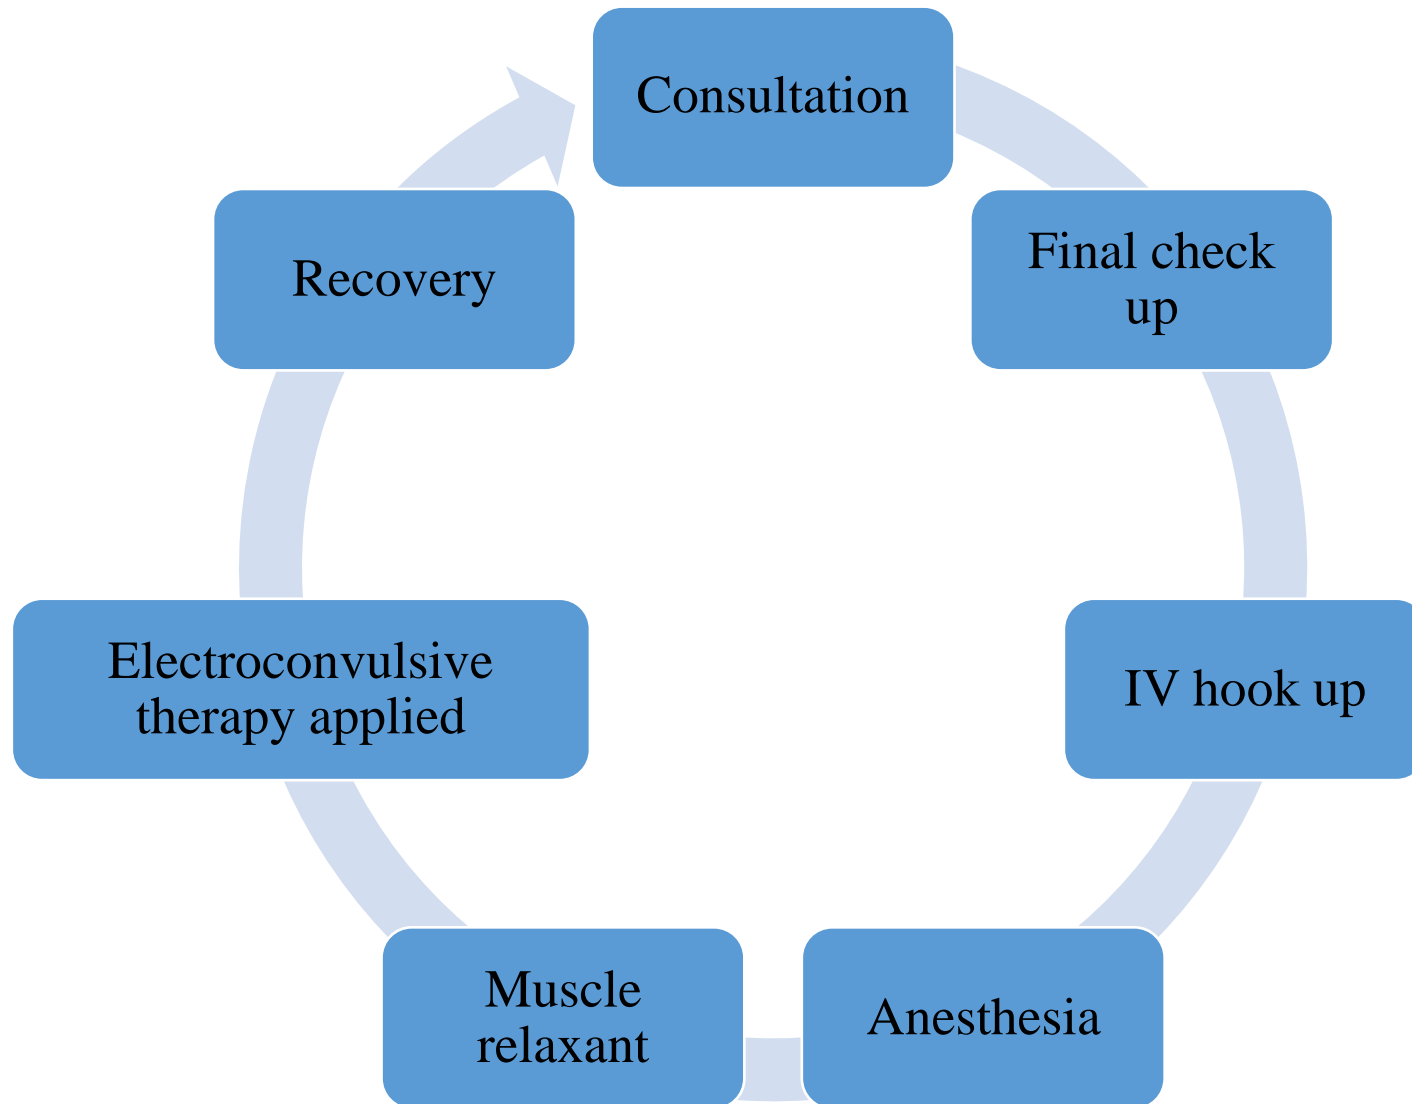 Consultation
Final check
up
IV hook up
Anesthesia
Muscle
relaxant
Electroconvulsive
therapy applied
Recovery